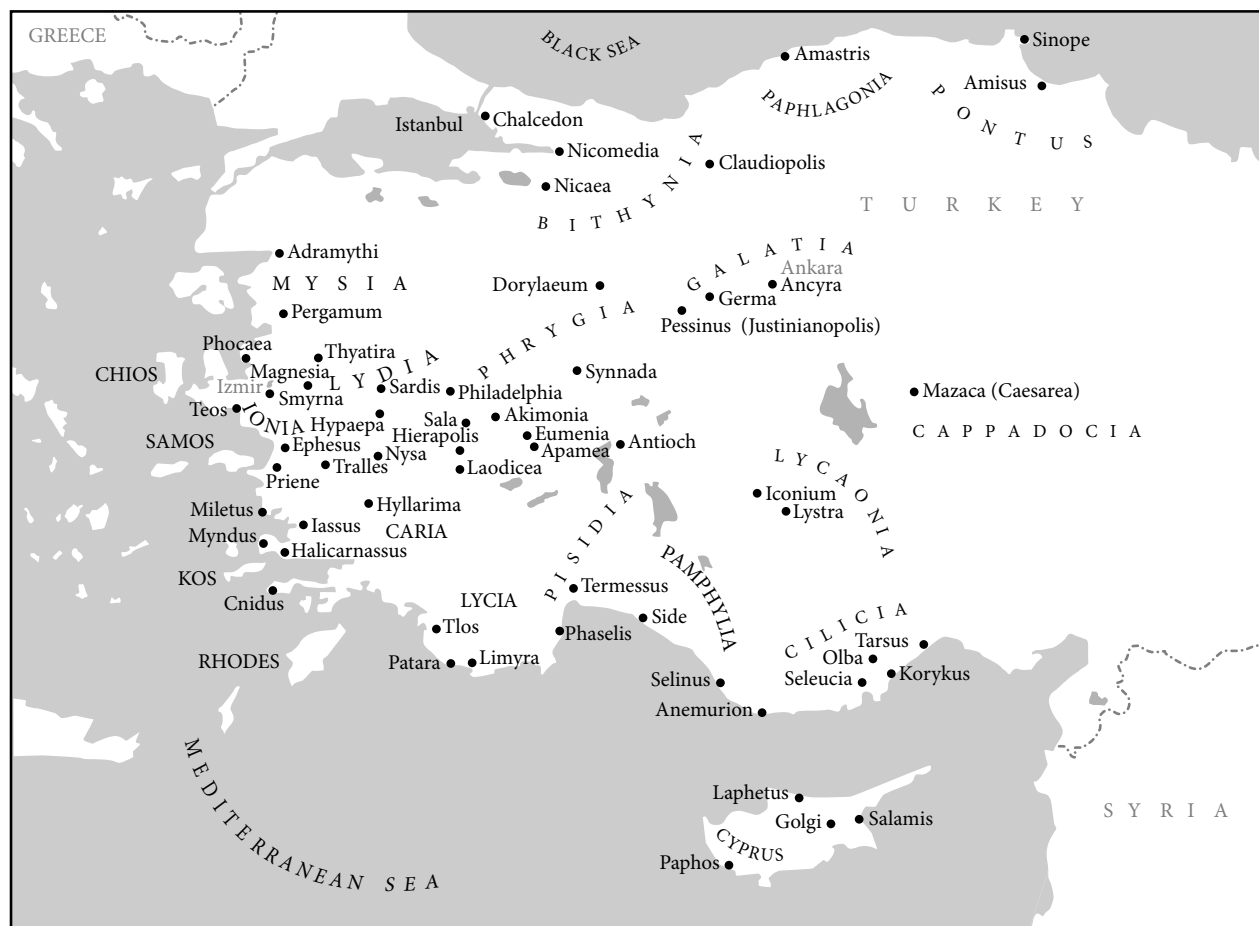 GREECE
BLACK SEA
Sinope
Amastris
Amisus
PAPHLAGONIA
PONTUS
Istanbul
Chalcedon
Nicomedia
Claudiopolis
Nicaea
BITHYNIA
TURKEY
Adramythi
GALATIA
Ankara
MYSIA
Dorylaeum
Ancyra
Germa
Pergamum
PHRYGIA
Pessinus (Justinianopolis)
Phocaea
Thyatira
LYDIA
Magnesia
Synnada
CHIOS
Izmir
Smyrna
Sardis
Philadelphia
Mazaca (Caesarea)
Teos
IONIA
Hypaepa
Sala
Akimonia
CAPPADOCIA
SAMOS
Ephesus
Hierapolis
Eumenia
Antioch
Nysa
Apamea
Tralles
Laodicea
Priene
LYCAONIA
Iconium
Hyllarima
Lystra
Miletus
Iassus
CARIA
PISIDIA
Myndus
Halicarnassus
PAMPHYLIA
KOS
Termessus
Cnidus
LYCIA
Side
CILICIA
Tlos
Phaselis
Tarsus
RHODES
Patara
Limyra
Olba
Selinus
Seleucia
Korykus
Anemurion
MEDITERRANEAN SEA
Laphetus
SYRIA
Golgi
Salamis
CYPRUS
Paphos